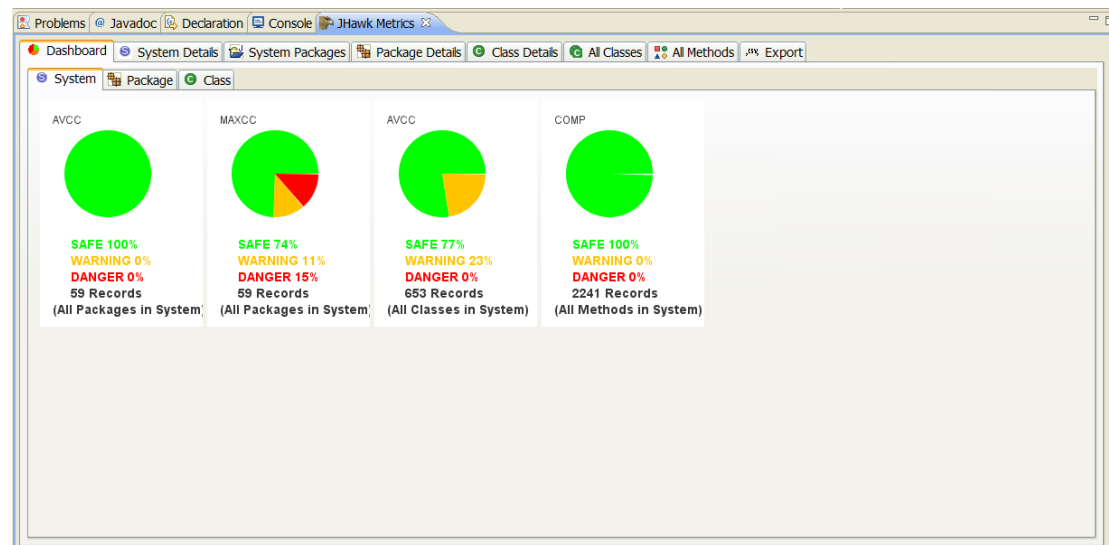 Problems @ Javadoc Declaration Console JHawk Metrics
Dashboard System Details System Packages Package Details Class Details All Classes All Methods Export
System Package Class
AVCC
SAFE 100%
WARNING 0%
DANGER 0%
59 Records
(All Packages in System)
MAXCC
SAFE 74%
WARNING 11%
DANGER 15%
59 Records
(All Packages in System)
AVCC
SAFE 77%
WARNING 23%
DANGER 0%
653 Records
(All Classes in System)
COMP
SAFE 100%
WARNING 0%
DANGER 0%
2241 Records
(All Methods in System)